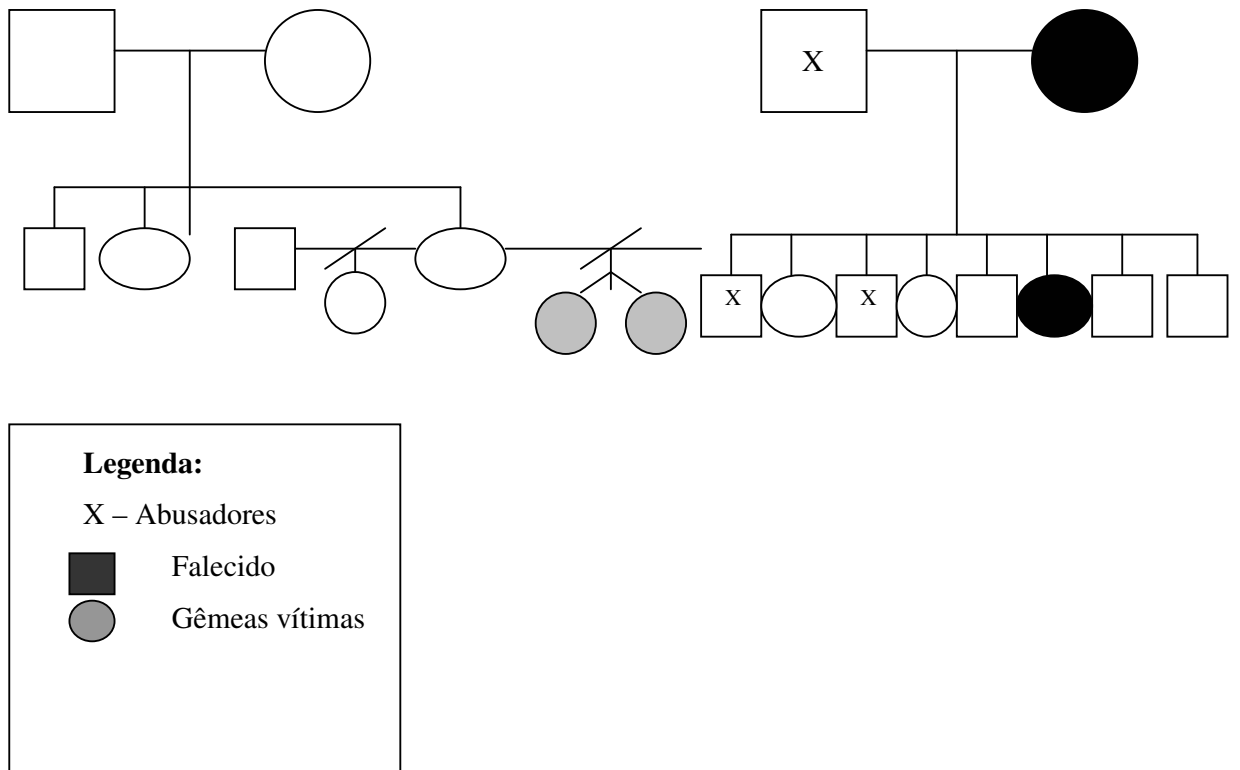 X
X
X
Legenda:
X – Abusadores
Falecido
Gêmeas vítimas